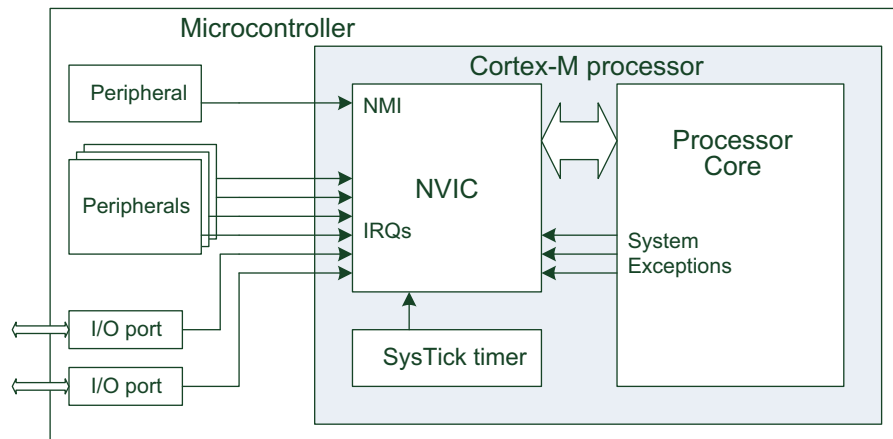 Microcontroller
Cortex-M processor
Peripheral
NMI
Processor
Core
NVIC
Peripherals
IRQs
System
Exceptions
I/O port
SysTick timer
I/O port